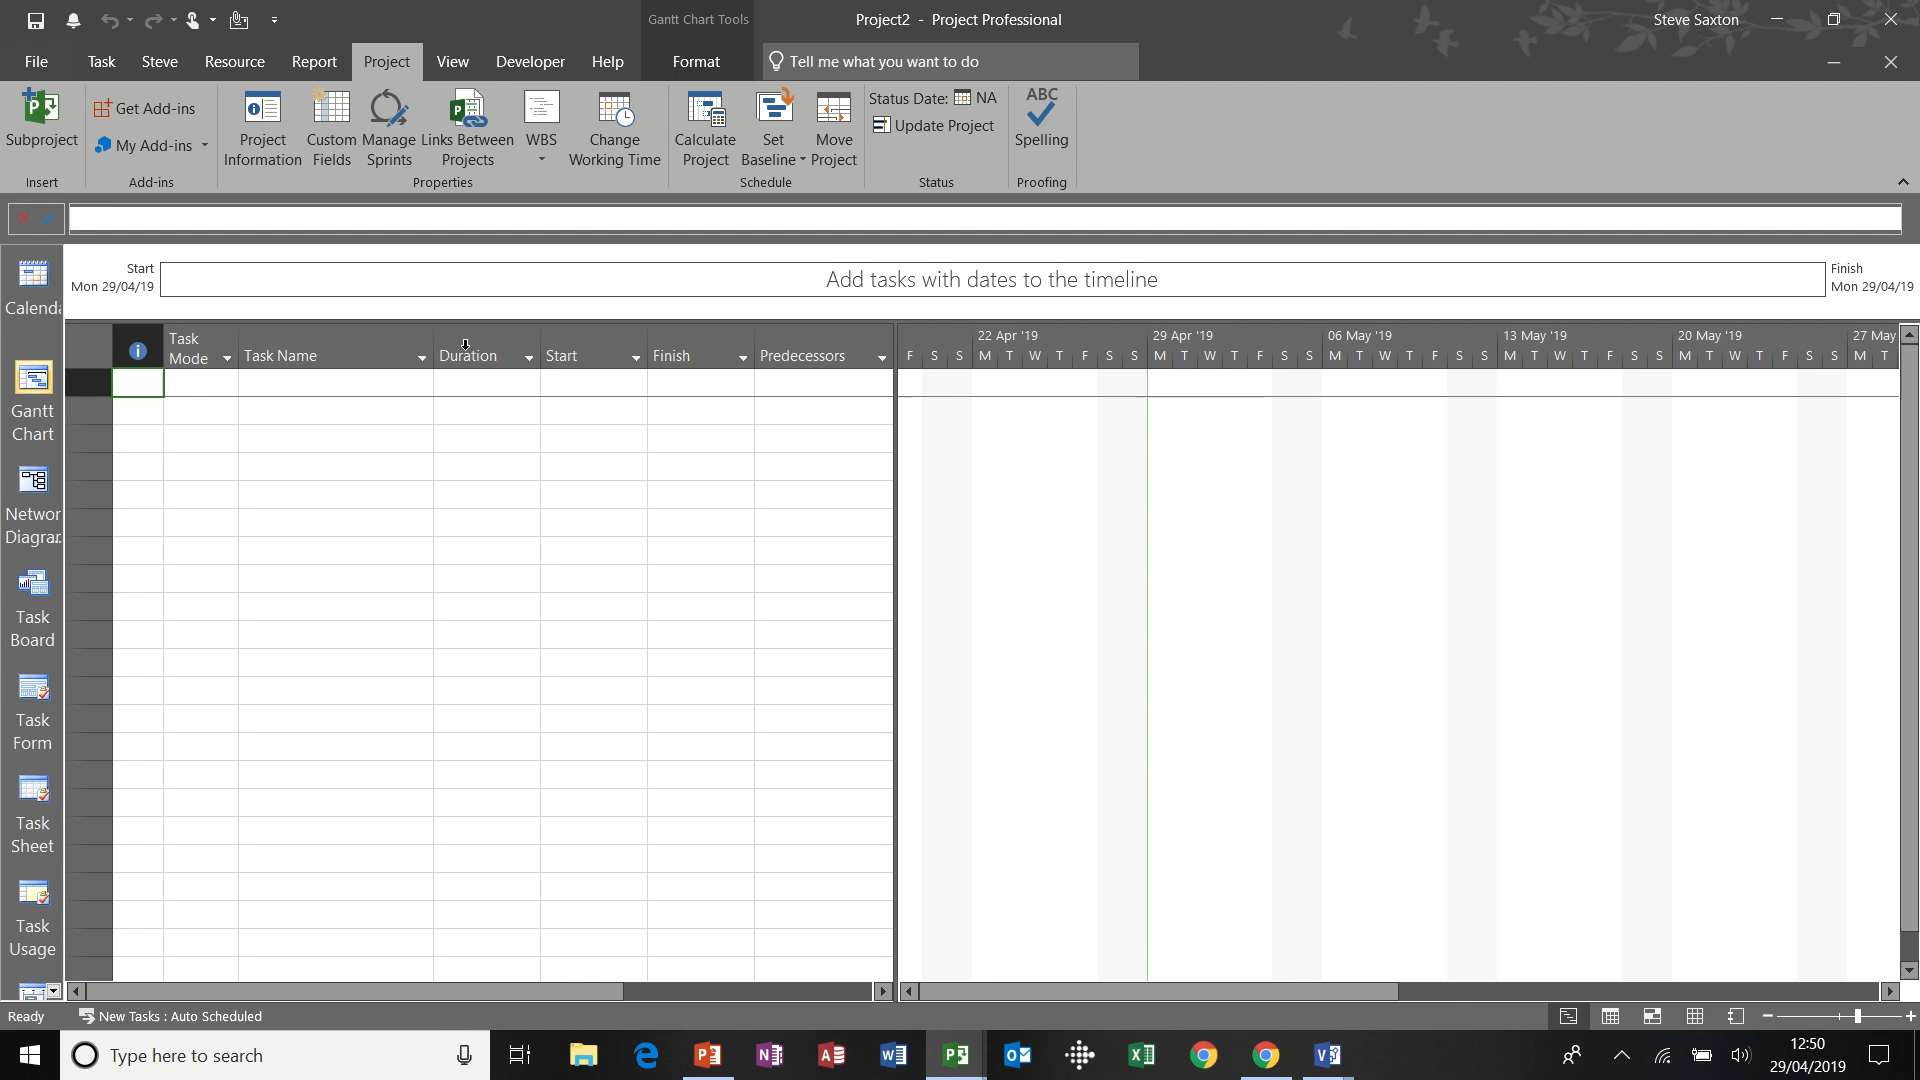 Gantt Chart Tools
Project2 - Project Professional
Steve Saxton
File Task Steve Resource Report Project View Developer Help Format Tell me what you want to do
Subproject
Insert
Get Add-ins
My Add-ins
Add-ins
Project
Information
Custom
Fields
Manage
Sprints
Links Between
Projects
WBS
Change
Working Time
Properties
Calculate
Project
Set
Baseline
Move
Project
Schedule
Status Date: NA
Update Project
Status
ABC
Spelling
Proofing
Start
Mon 29/04/19
Add tasks with dates to the timeline
Finish
Mon 29/04/19
Calend
Gantt
Chart
Networ
Diagra
Task
Board
Task
Form
Task
Sheet
Task
Usage
Task
Mode
Task Name
Duration
Start
Finish
Predecessors
22 Apr '19 29 Apr '19 06 May '19 13 May '19 20 May '19 27 May
F S S M T W T F S S M T W T F S S M T W T F S S M T W T F S S M T W T F S S M T
Ready
New Tasks : Auto Scheduled
Type here to search
12:50
29/04/2019